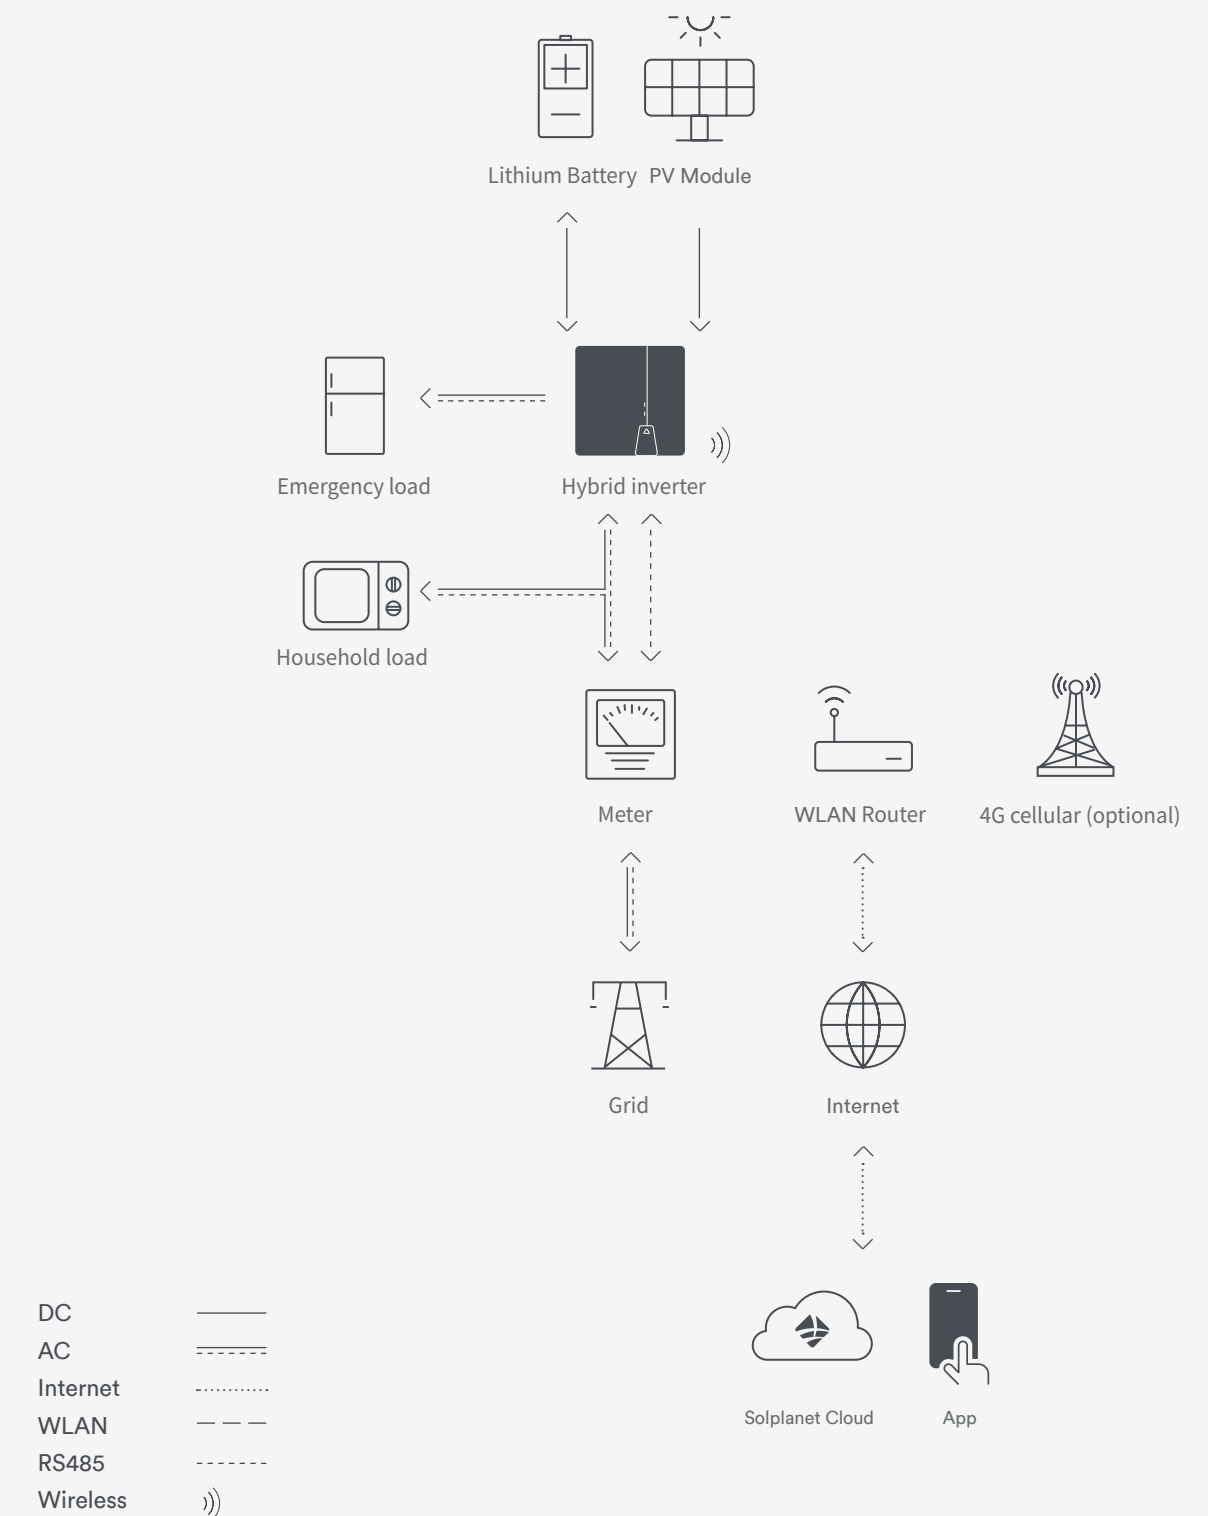 Lithium Battery PV Module
Emergency load Hybrid inverter
Household load
Meter WLAN Router 4G cellular (optional)
Grid Internet
DC
AC
Internet
WLAN
RS485
Wireless
Solplanet Cloud App